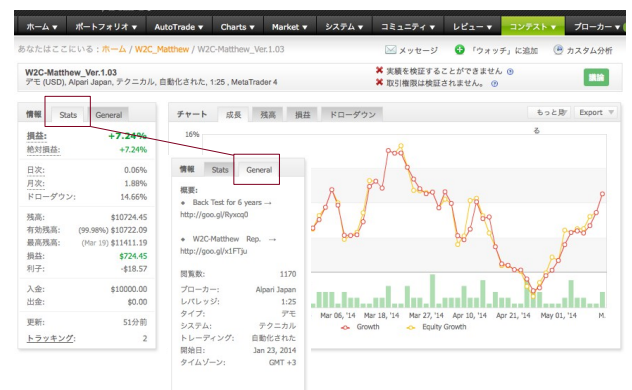 ホーム ▼ ポートフォリオ ▼ AutoTrade ▼ Charts ▼ Market ▼ システム ▼ コミュニティ ▼ レビュー ▼ コンテスト ▼ ブローカー ▼
あなたはここにいる : ホーム / W2C_Matthew / W2C-Matthew_Ver.1.03
メッセージ 「ウォッチ」に追加 カスタム分析
W2C-Matthew_Ver.1.03
デモ (USD), Alpari Japan, テクニカル, 自動化された, 1:25 , MetaTrader 4
実績を検証することができません
取引権限は検証されません。
情報 Stats General
損益: +7.24%
絶対損益: +7.24%
日次: 0.06%
月次: 1.88%
ドローダウン: 14.66%
残高: $10724.45
有効残高: (99.98%) $10722.09
最高残高: (Mar 19) $11411.19
損益: $724.45
利子: -$18.57
入金: $10000.00
出金: $0.00
更新: 51分前
トラッキング: 2
チャート 成長 残高 損益 ドローダウン
もっと見る Export ▼
16%
情報 Stats General
概要:
◆ Back Test for 6 years →
http://goo.gl/Ryxcq0
◆ W2C-Matthew Rep. →
http://goo.gl/x1FTju
閲覧数: 1170
ブローカー: Alpari Japan
レバレッジ: 1:25
タイプ: デモ
システム: テクニカル
トレーディング: 自動化された
開始日: Jan 23, 2014
タイムゾーン: GMT +3
Mar 06, '14 Mar 18, '14 Mar 27, '14 Apr 10, '14 Apr 21, '14 May 01, '14 M.
Growth Equity Growth